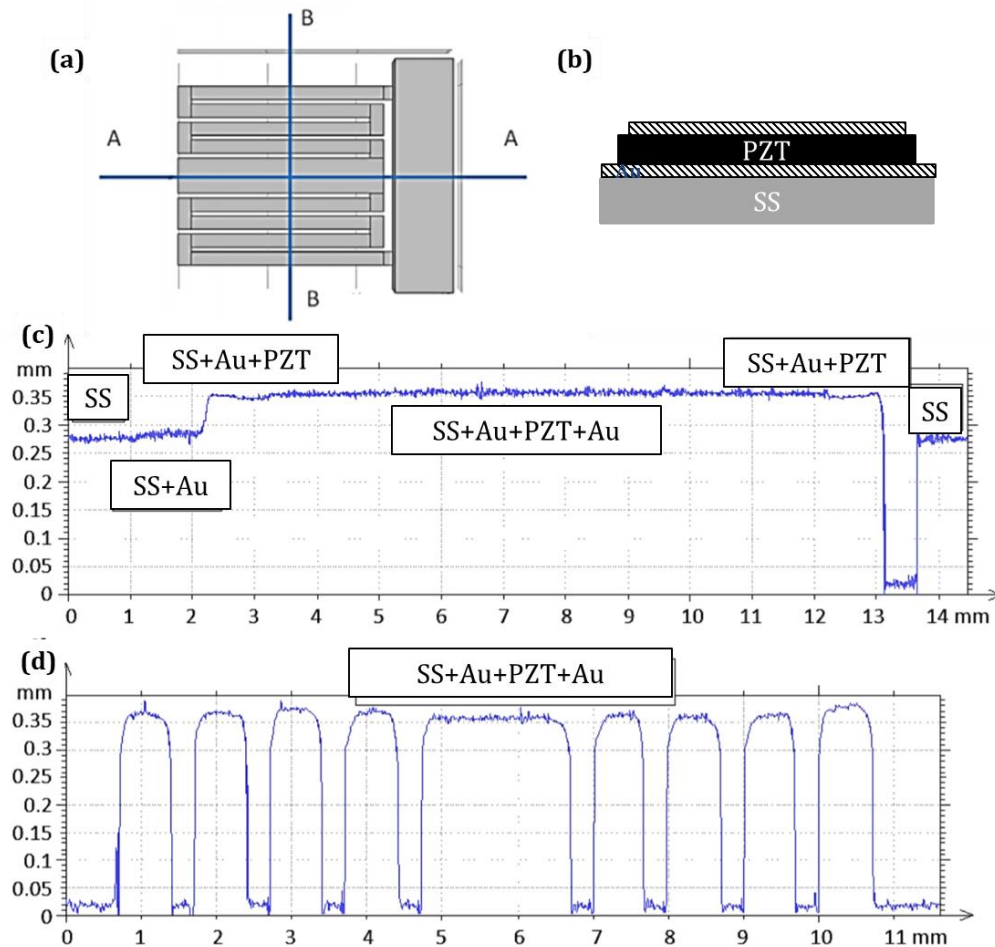 (a)
B
A
A
B
(b)
PZT
Au
SS
(c)
mm
0.35
0.3
0.25
0.2
0.15
0.1
0.05
0
SS
SS+Au+PZT
SS+Au+PZT
SS
SS+Au+PZT+Au
SS+Au
0 1 2 3 4 5 6 7 8 9 10 11 12 13 14 mm
(d)
mm
0.35
0.3
0.25
0.2
0.15
0.1
0.05
0
SS+Au+PZT+Au
0 1 2 3 4 5 6 7 8 9 10 11 mm